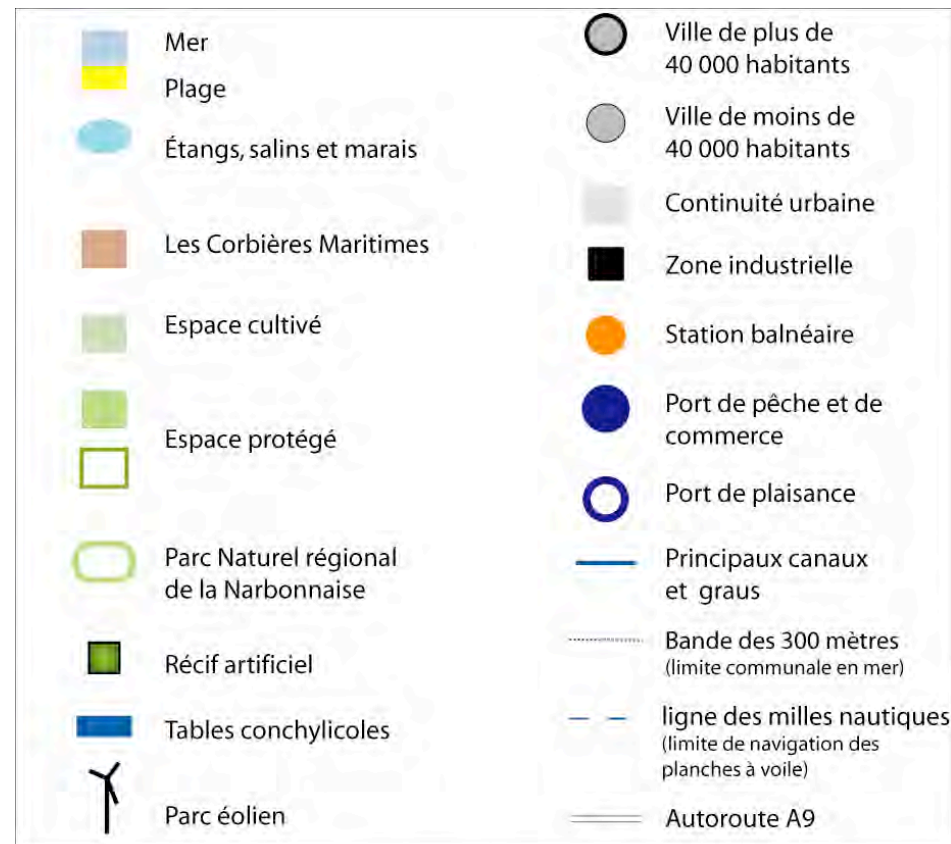 Mer
Plage
Étangs, salins et marais
Les Corbières Maritimes
Espace cultivé
Espace protégé
Parc Naturel régional
de la Narbonnaise
Récif artificiel
Tables conchylicoles
Parc éolien
Ville de plus de
40 000 habitants
Ville de moins de
40 000 habitants
Continuité urbaine
Zone industrielle
Station balnéaire
Port de pêche et de
commerce
Port de plaisance
Principaux canaux
et graus
Bande des 300 mètres
(limite communale en mer)
ligne des milles nautiques
(limite de navigation des
planches à voile)
Autoroute A9